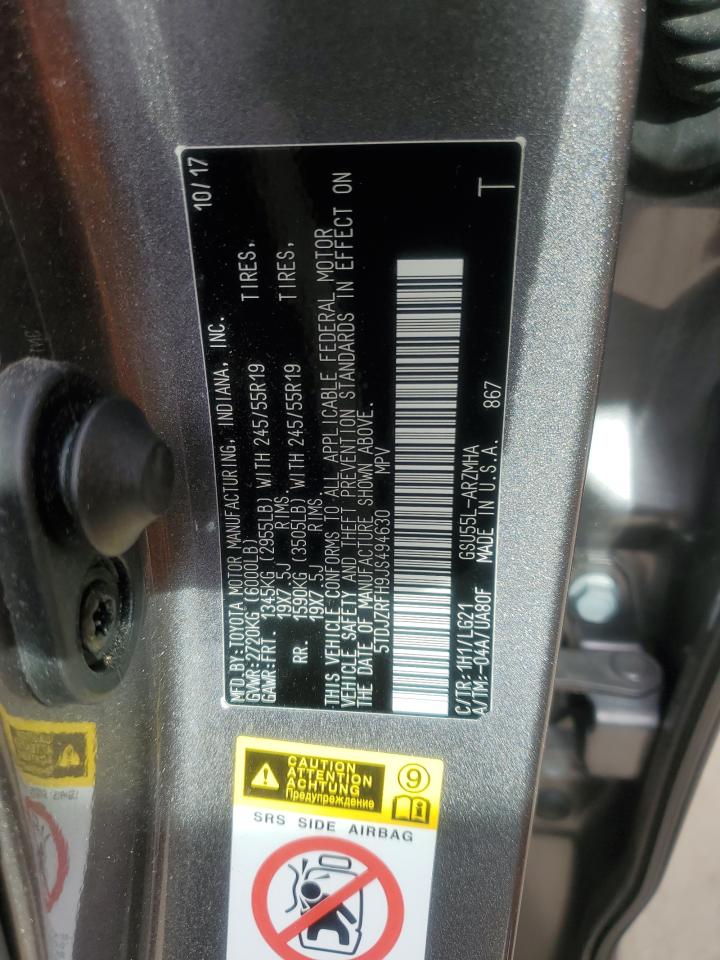 MFD.BY:TOYOTA MOTOR MANUFACTURING, INDIANA, INC. 10/17
GVWR:2720KG (6000LB)
GAWR:FRT. 1345KG (2955LB) WITH 245/55R19 TIRES,
19X7.5J RIMS.
RR. 1590KG (3505LB) WITH 245/55R19 TIRES,
19X7.5J RIMS.
THIS VEHICLE CONFORMS TO ALL APPLICABLE FEDERAL MOTOR
VEHICLE SAFETY AND THEFT PREVENTION STANDARDS IN EFFECT ON
THE DATE OF MANUFACTURE SHOWN ABOVE.
5TDJZRFH9JS494630 MPV
C/TR:1H1/LG21 GSU55L-ARZMHA
A/TM:-04A/UA80F MADE IN U.S.A. 867
T
CAUTION
ATTENTION
ACHTUNG
Предупреждение
9
SRS SIDE AIRBAG